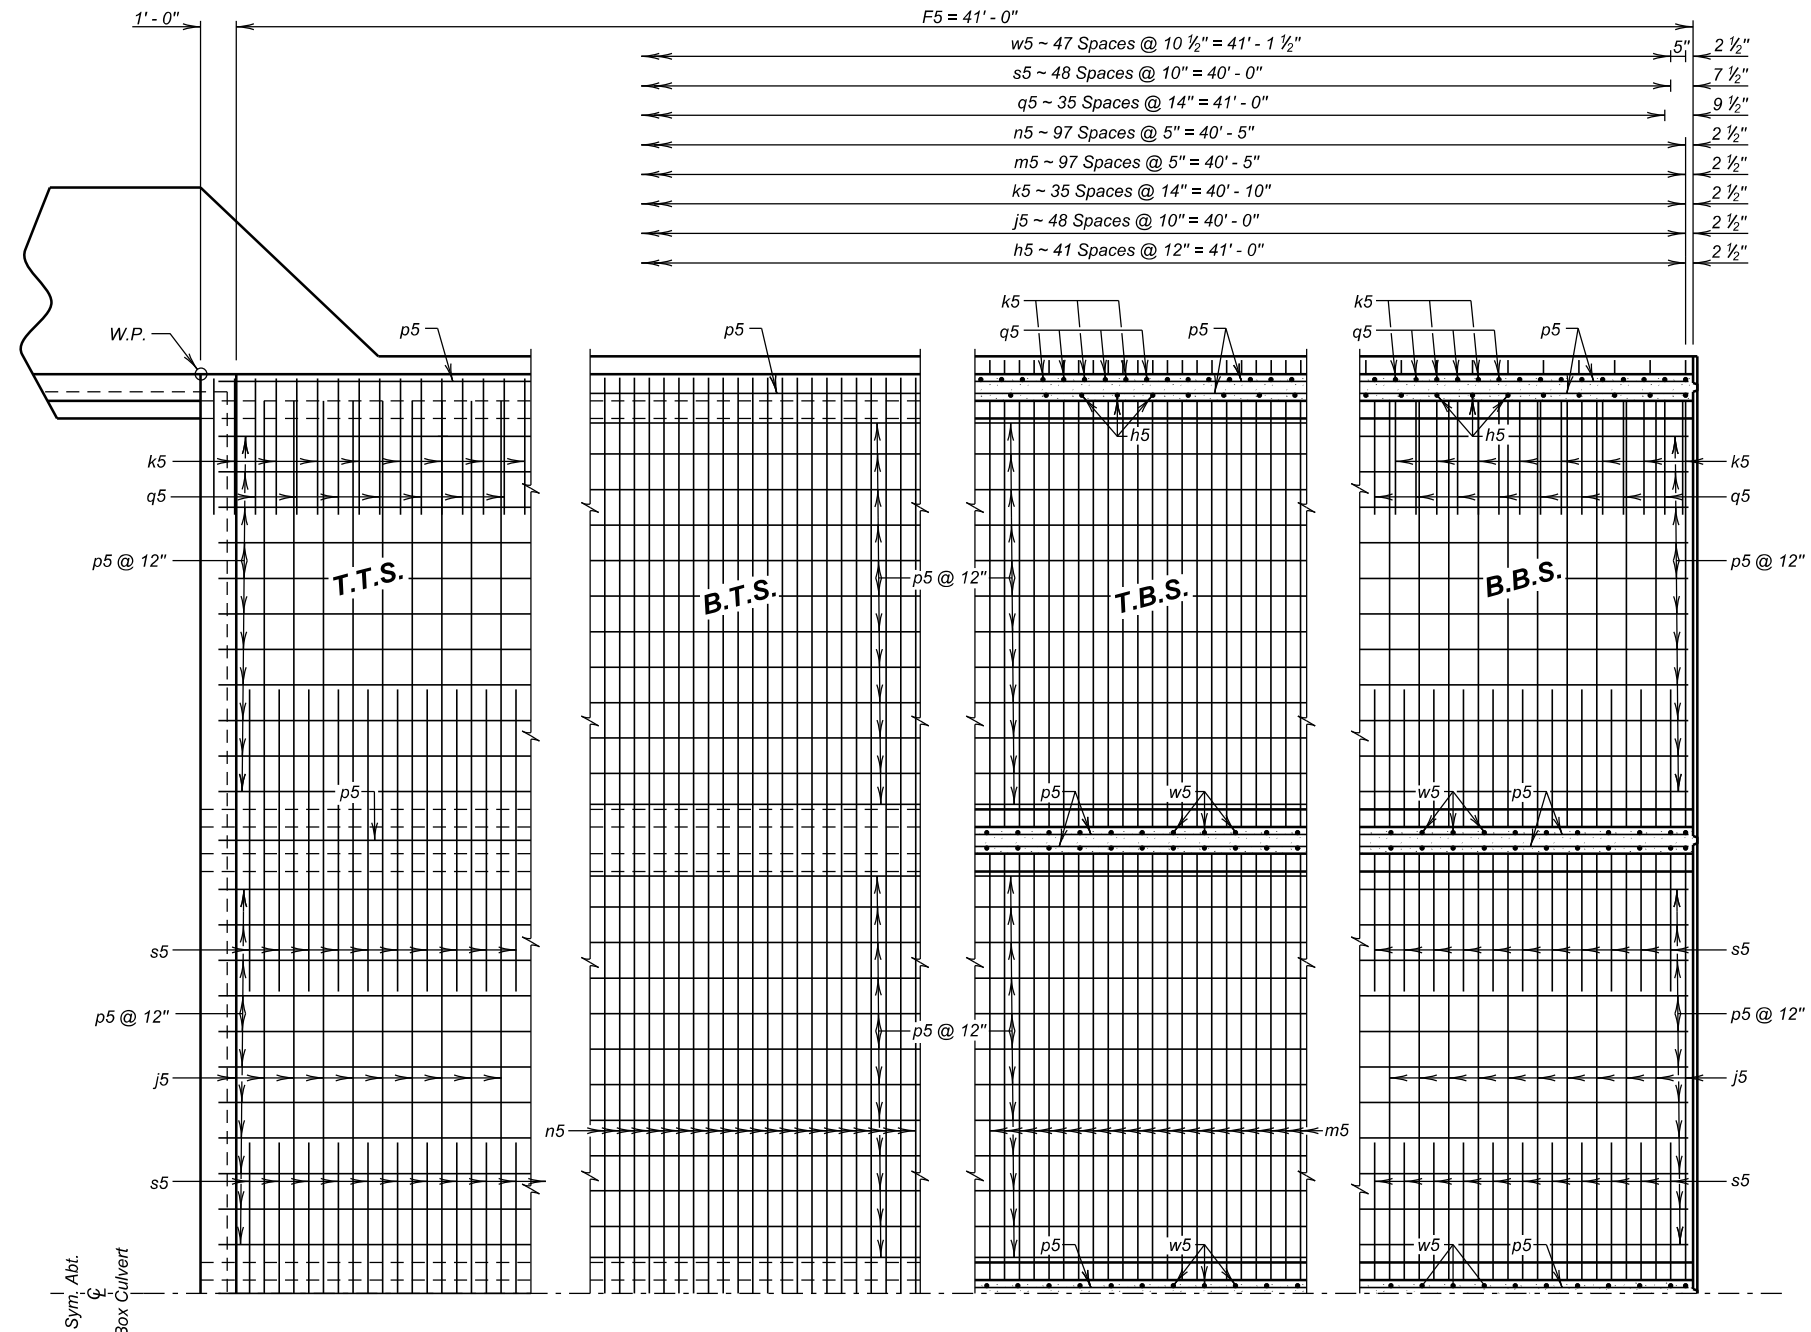 1' - 0"
F5 = 41' - 0"
w5 ~ 47 Spaces @ 10 ½" = 41' - 1 ½"
5"
2 ½"
s5 ~ 48 Spaces @ 10" = 40' - 0"
7 ½"
q5 ~ 35 Spaces @ 14" = 41' - 0"
9 ½"
n5 ~ 97 Spaces @ 5" = 40' - 5"
2 ½"
m5 ~ 97 Spaces @ 5" = 40' - 5"
2 ½"
k5 ~ 35 Spaces @ 14" = 40' - 10"
2 ½"
j5 ~ 48 Spaces @ 10" = 40' - 0"
2 ½"
h5 ~ 41 Spaces @ 12" = 41' - 0"
2 ½"
k5
k5
W.P.
p5
p5
q5
p5
q5
p5
h5
h5
k5
k5
q5
q5
p5 @ 12"
p5 @ 12"
p5 @ 12"
T.T.S.
B.T.S.
T.B.S.
B.B.S.
p5
p5
w5
w5
p5
s5
s5
p5 @ 12"
p5 @ 12"
p5 @ 12"
j5
j5
n5
m5
s5
s5
p5
w5
w5
p5
Sym. Abt.
℄
Box Culvert